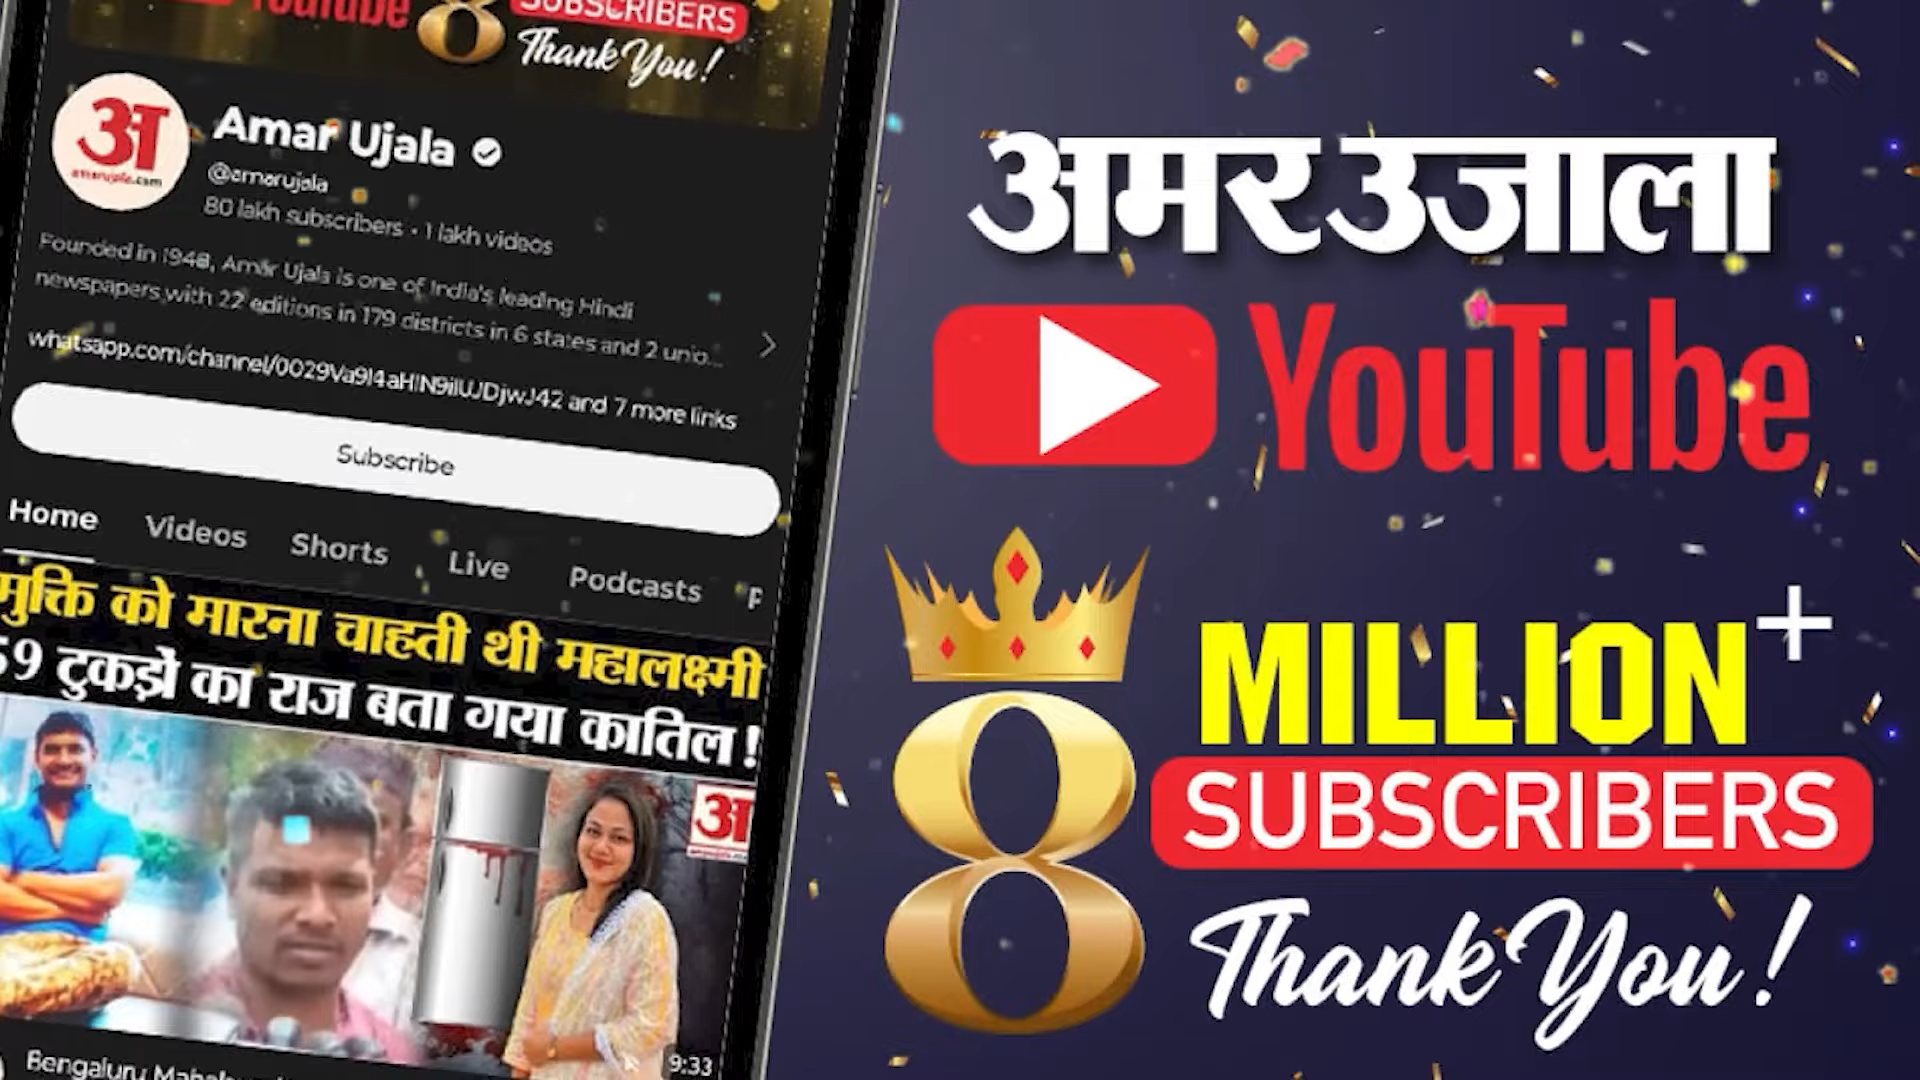 YouTube 8 SUBSCRIBERS
Thank You!
अ
amarujala.com
Amar Ujala
@amarujala
80 lakh subscribers • 1 lakh videos
Founded in 1948, Amar Ujala is one of India's leading Hindi
newspapers with 22 editions in 179 districts in 6 states and 2 unio...
and 7 more links
Subscribe
Home Videos Shorts Live Podcasts P
मुक्ति को मारना चाहती थी महालक्ष्मी
59 टुकड़ों का राज बता गया कातिल!
अ
9:33
Bengaluru
अमर उजाला
YouTube
8 MILLION+
SUBSCRIBERS
Thank You!